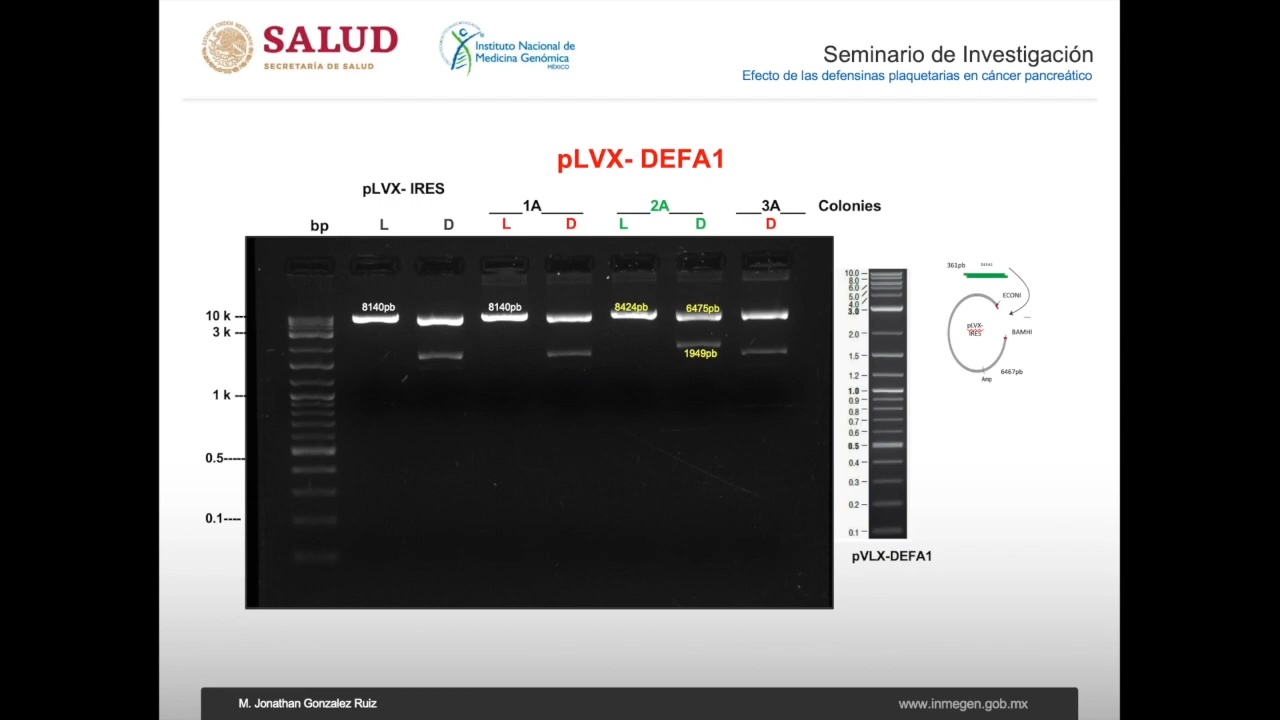 SALUD
SECRETARÍA DE SALUD
Instituto Nacional de
Medicina Genómica
MÉXICO
Seminario de Investigación
Efecto de las defensinas plaquetarias en cáncer pancreático
pLVX- DEFA1
pLVX- IRES
1A 2A 3A Colonies
bp L D L D L D D
8140pb 8140pb 8424pb 6475pb
1949pb
10 k
3 k
1 k
0.5
0.1
10.0
8.0
6.0
5.0
4.0
3.0
2.0
1.5
1.2
1.0
0.9
0.8
0.7
0.6
0.5
0.4
0.3
0.2
0.1
pVLX-DEFA1
361pb DEFA1
ECONI
pLVX-
IRES
BAMHI
6467pb
Amp
M. Jonathan Gonzalez Ruiz
www.inmegen.gob.mx